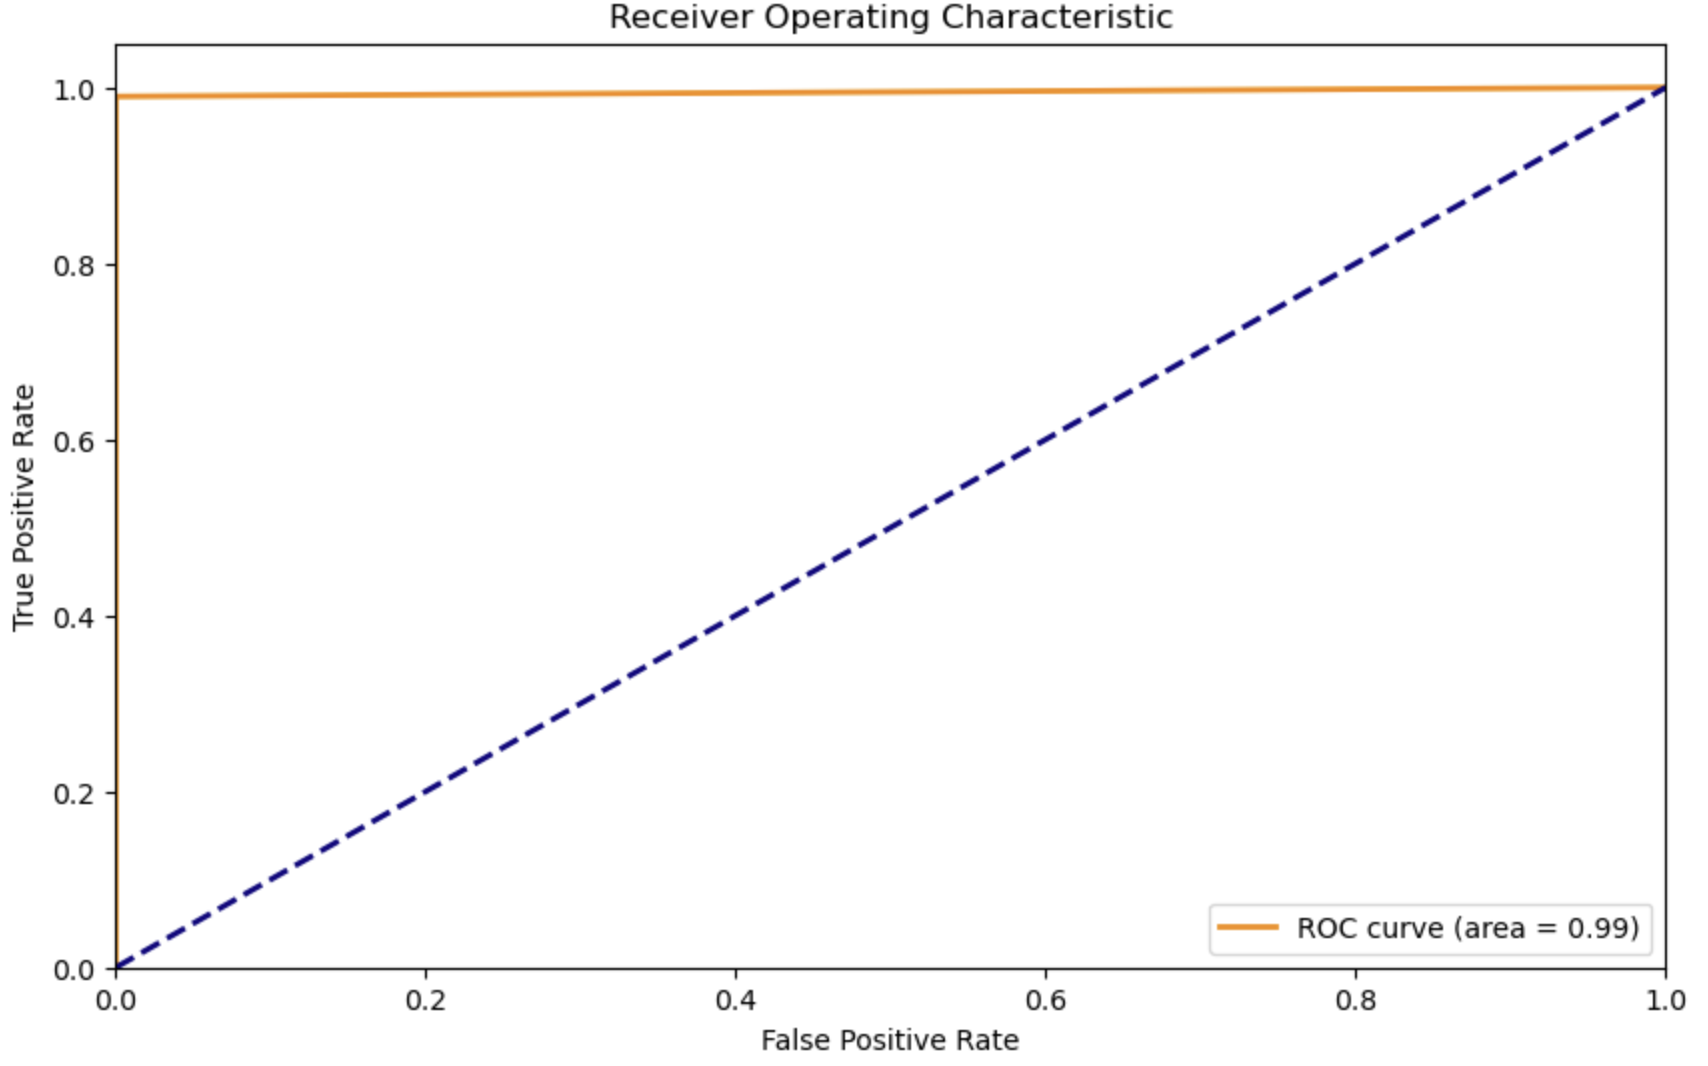 Receiver Operating Characteristic
1.0
0.8
0.6
0.4
0.2
0.0
True Positive Rate
ROC curve (area = 0.99)
0.0 0.2 0.4 0.6 0.8 1.0
False Positive Rate